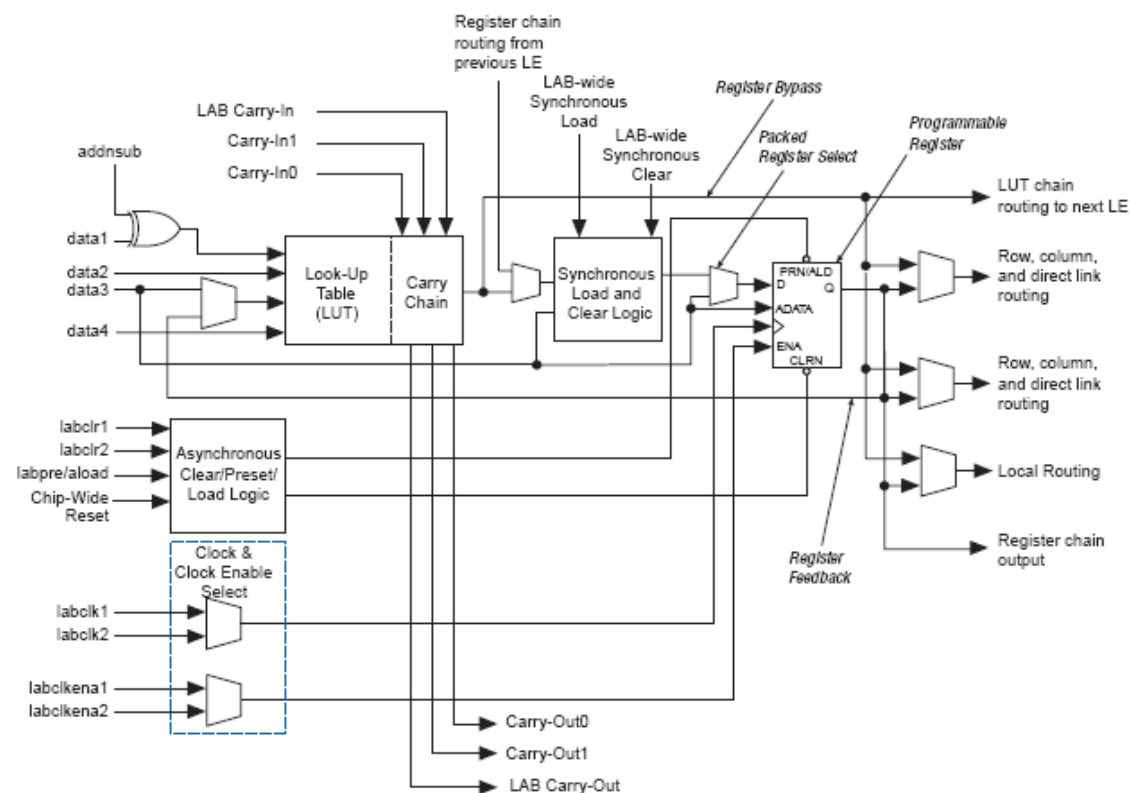 Register chain
routing from
previous LE
LAB-wide
Synchronous
Load
LAB-wide
Synchronous
Clear
Register Bypass
Packed
Register Select
Programmable
Register
LAB Carry-In
Carry-In1
Carry-In0
addnsub
data1
data2
data3
data4
Look-Up
Table
(LUT)
Carry
Chain
Synchronous
Load and
Clear Logic
PRN/ALD
D
Q
ADATA
ENA
CLRN
LUT chain
routing to next LE
Row, column,
and direct link
routing
Row, column,
and direct link
routing
Local Routing
Register chain
output
Register
Feedback
labclr1
labclr2
labpre/aload
Chip-Wide
Reset
Asynchronous
Clear/Preset/
Load Logic
Clock &
Clock Enable
Select
labclk1
labclk2
labclkena1
labclkena2
Carry-Out0
Carry-Out1
LAB Carry-Out